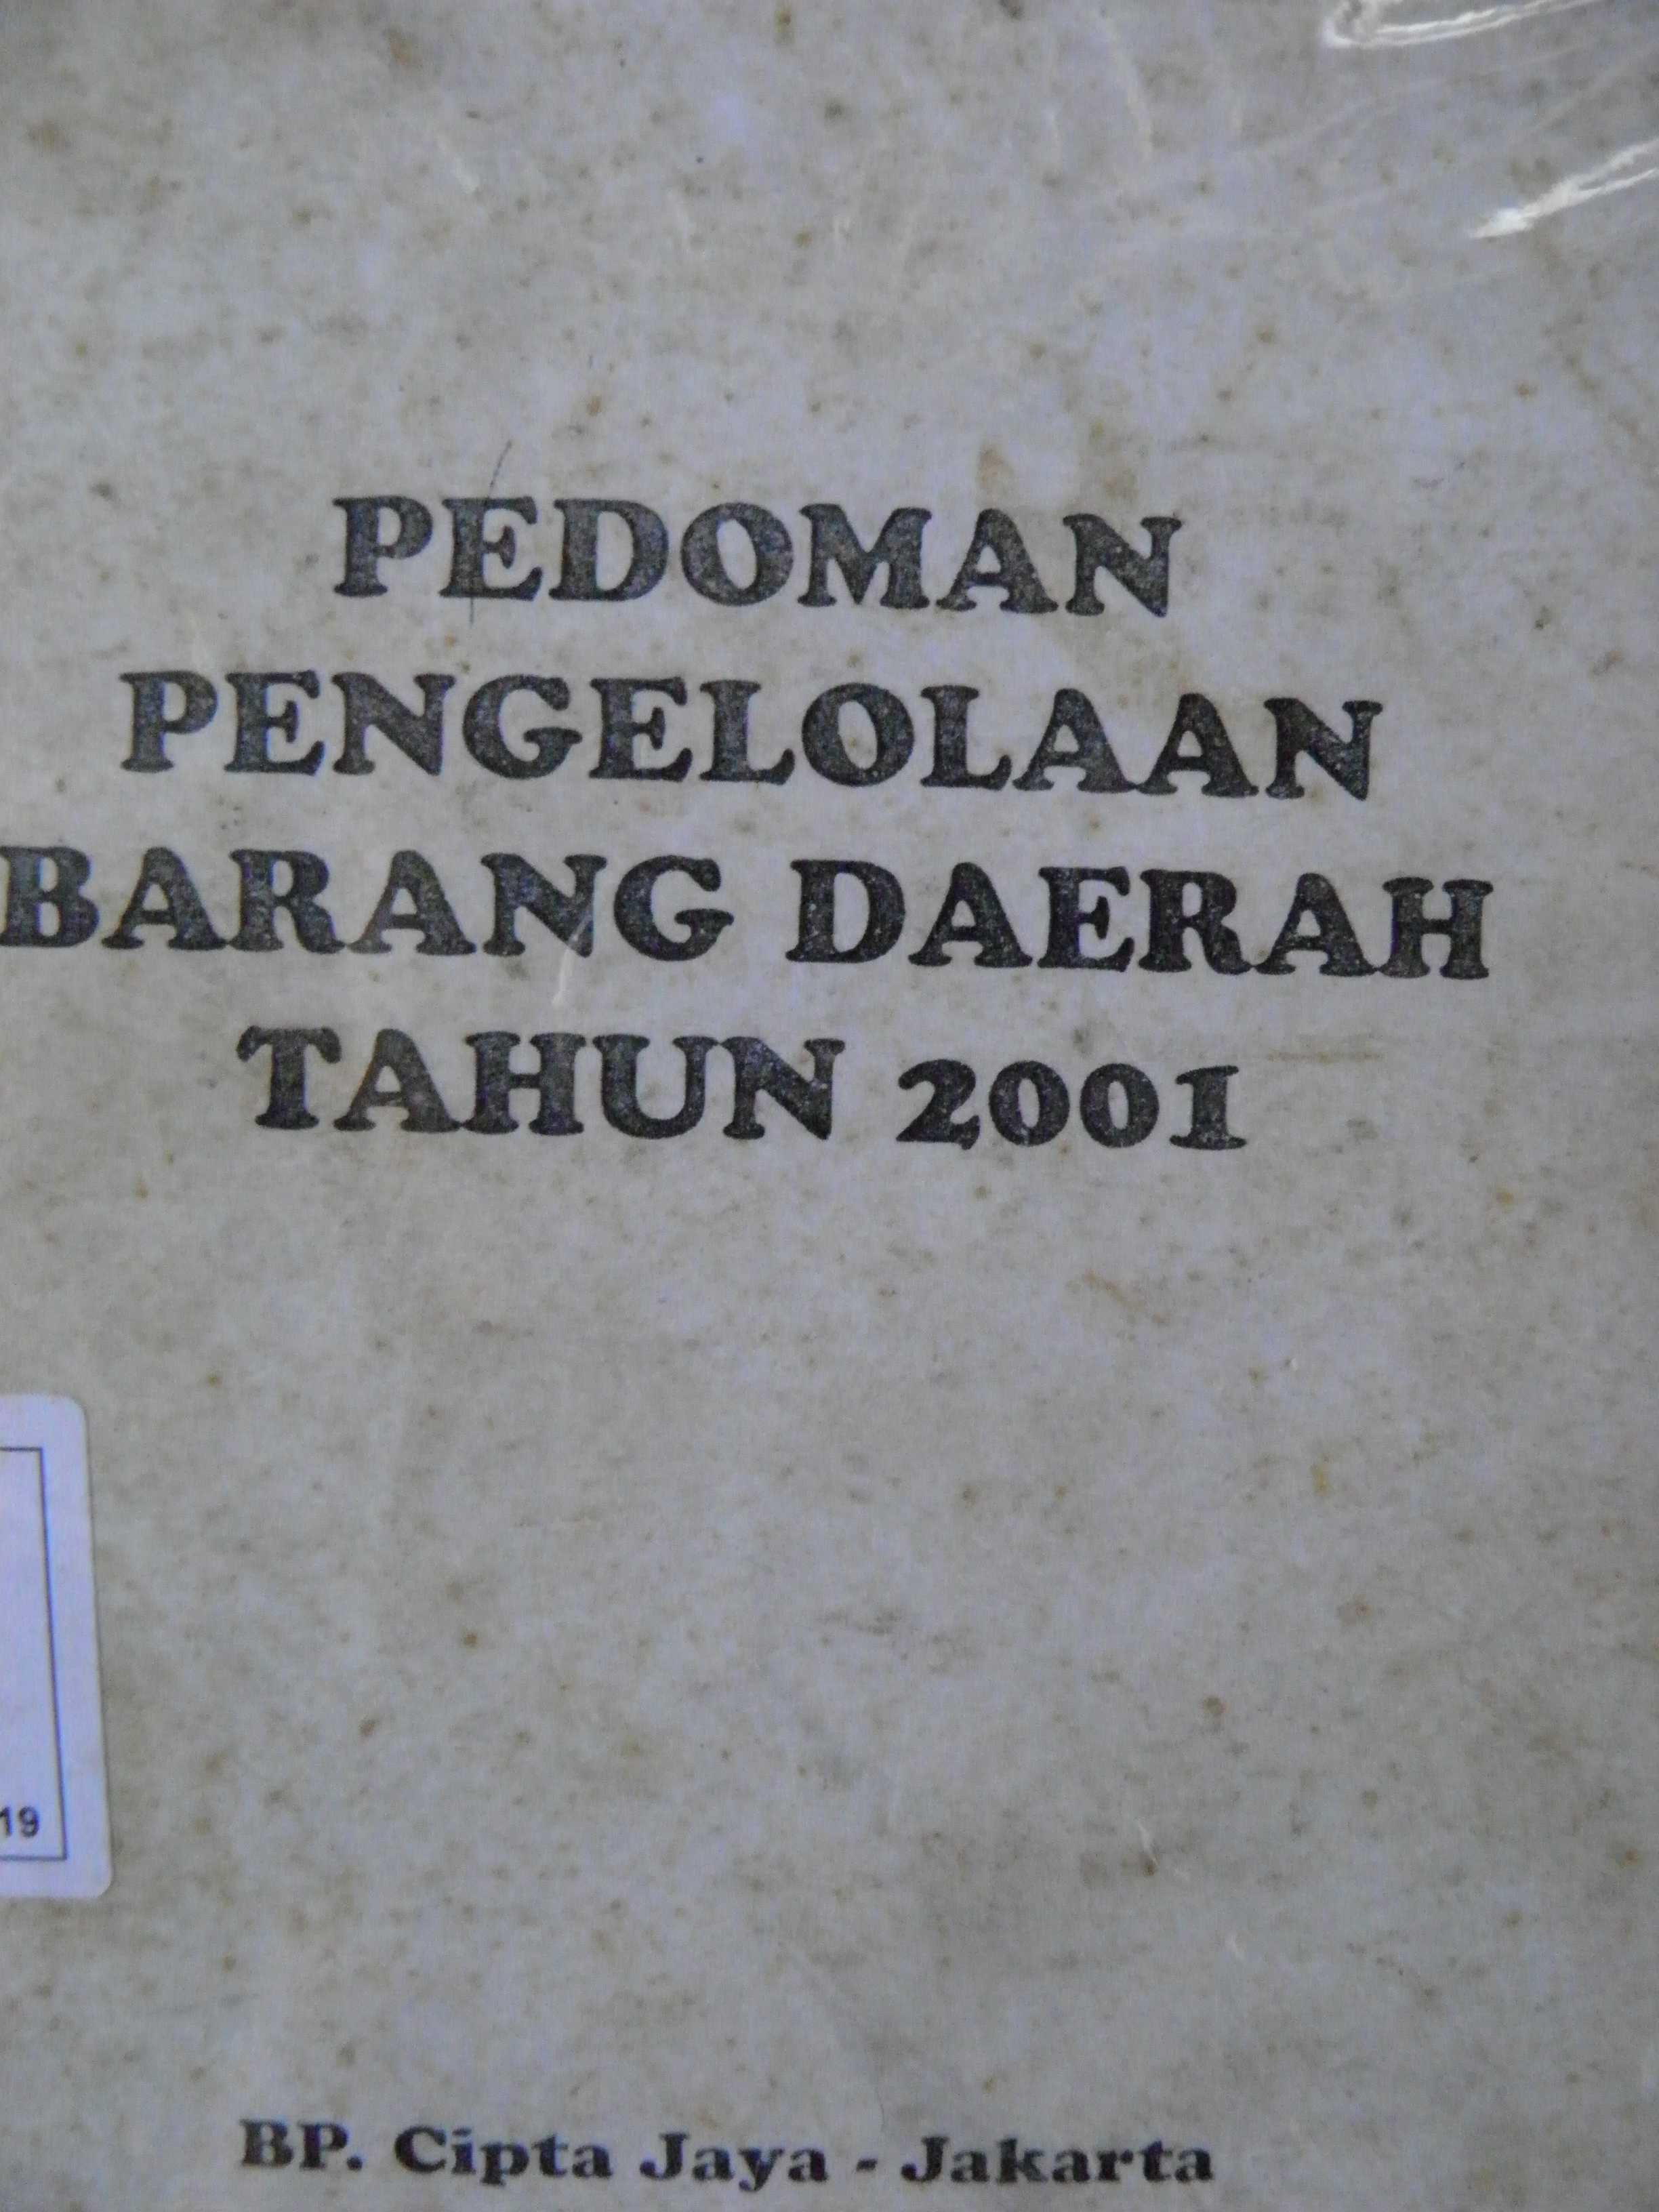 PEDOMAN
PENGELOLAAN
BARANG DAERAH
TAHUN 2001
19
BP. Cipta Jaya - Jakarta